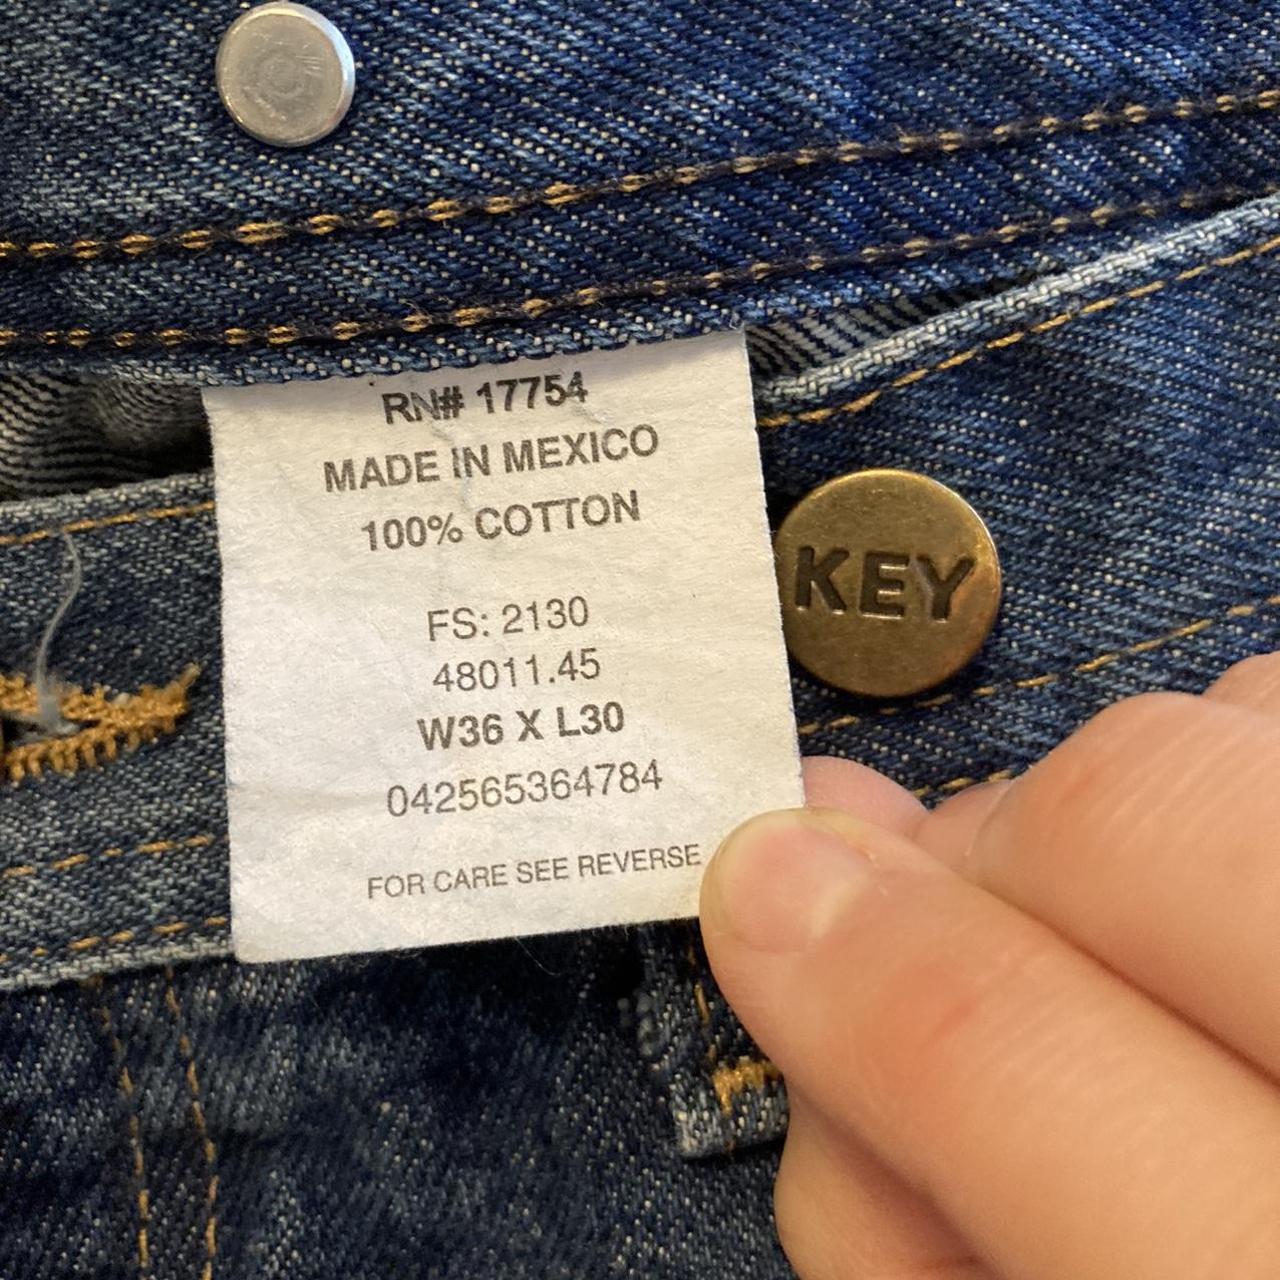 RN# 17754
MADE IN MEXICO
100% COTTON
FS: 2130
48011.45
W36 X L30
042565364784
FOR CARE SEE REVERSE
KEY